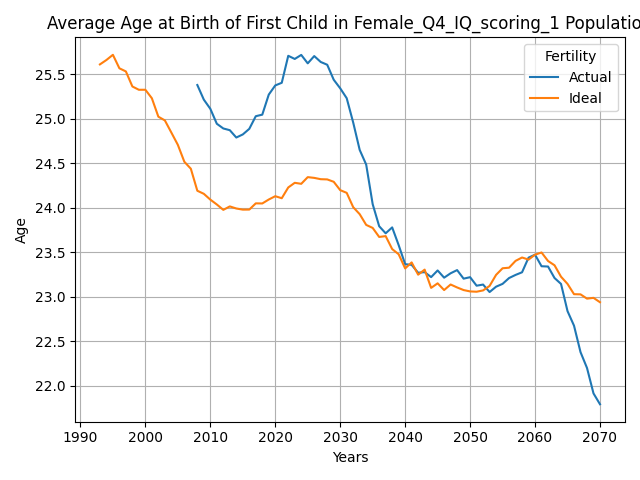 Average Age at Birth of First Child in Female_Q4_IQ_scoring_1 Populatio
Fertility
Actual
Ideal
25.5
25.0
24.5
24.0
23.5
23.0
22.5
22.0
Age
1990 2000 2010 2020 2030 2040 2050 2060 2070
Years